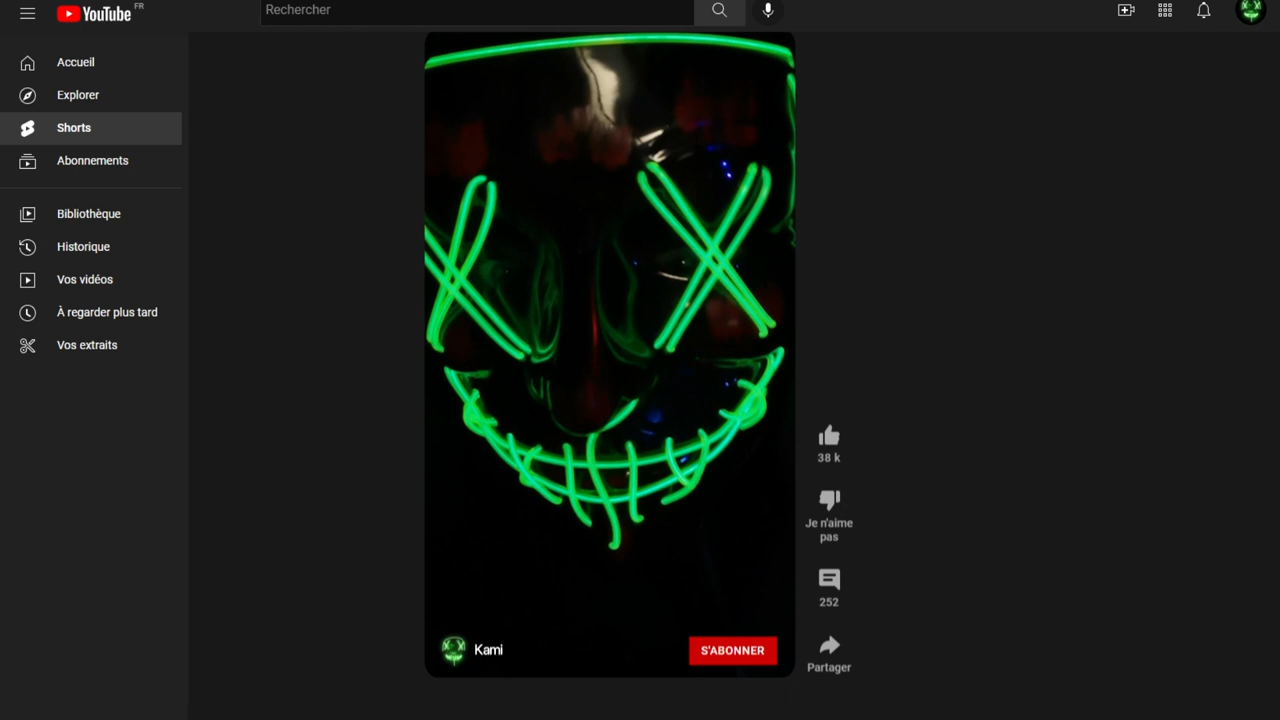 YouTube FR
Rechercher
Accueil
Explorer
Shorts
Abonnements
Bibliothèque
Historique
Vos vidéos
À regarder plus tard
Vos extraits
38 k
Je n'aime
pas
252
Partager
Kami
S'ABONNER